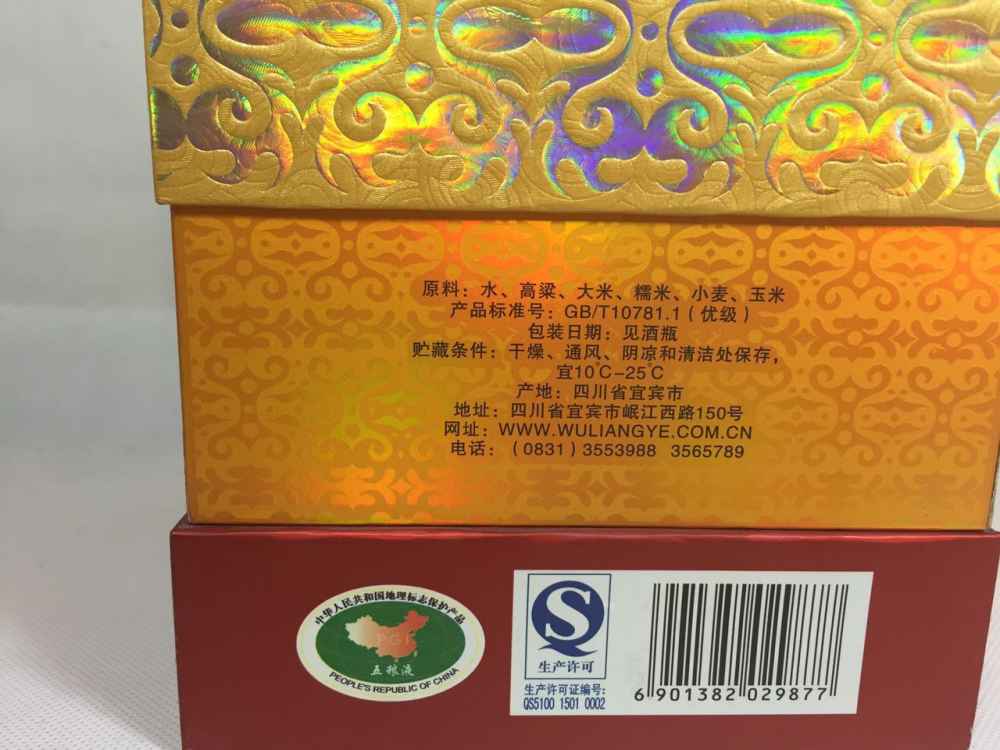 原料：水、高粱、大米、糯米、小麦、玉米
产品标准号：GB/T10781.1（优级）
包装日期：见酒瓶
贮藏条件：干燥、通风、阴凉和清洁处保存，
宜10℃-25℃
产地：四川省宜宾市
地址：四川省宜宾市岷江西路150号
网址：WWW.WULIANGYE.COM.CN
电话：（0831）3553988 3565789
中华人民共和国地理标志保护产品
PGI
五粮液
PEOPLE'S REPUBLIC OF CHINA
QS
生产许可
生产许可证编号:
QS5100 1501 0002
6 901382 029877